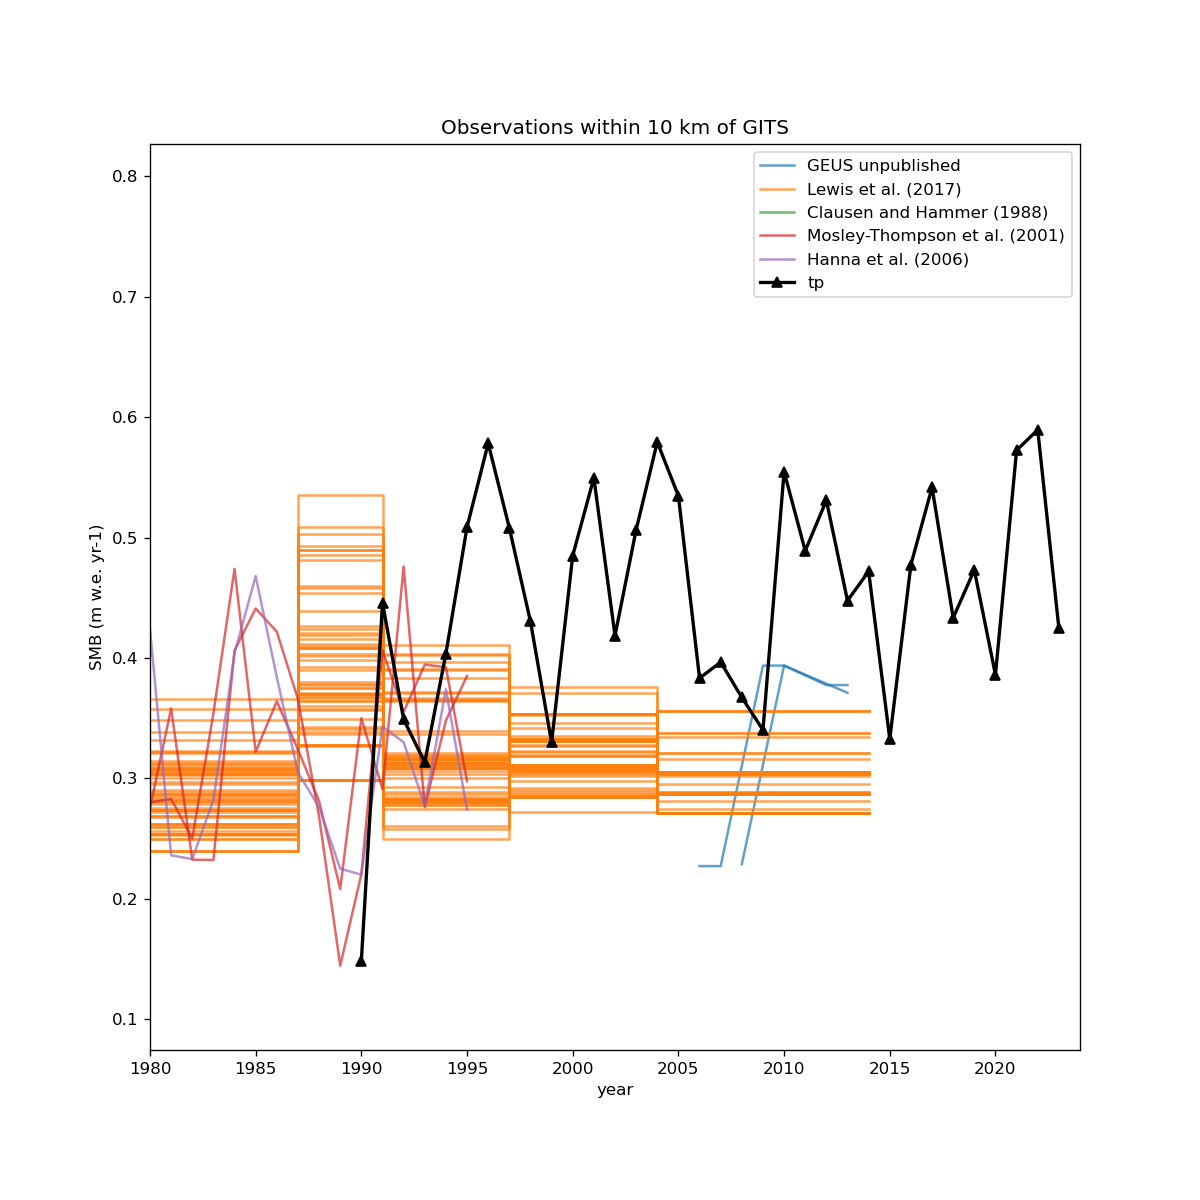 Observations within 10 km of GITS
GEUS unpublished
Lewis et al. (2017)
Clausen and Hammer (1988)
Mosley-Thompson et al. (2001)
Hanna et al. (2006)
tp
0.8
0.7
0.6
0.5
0.4
0.3
0.2
0.1
SMB (m w.e. yr-1)
1980 1985 1990 1995 2000 2005 2010 2015 2020
year